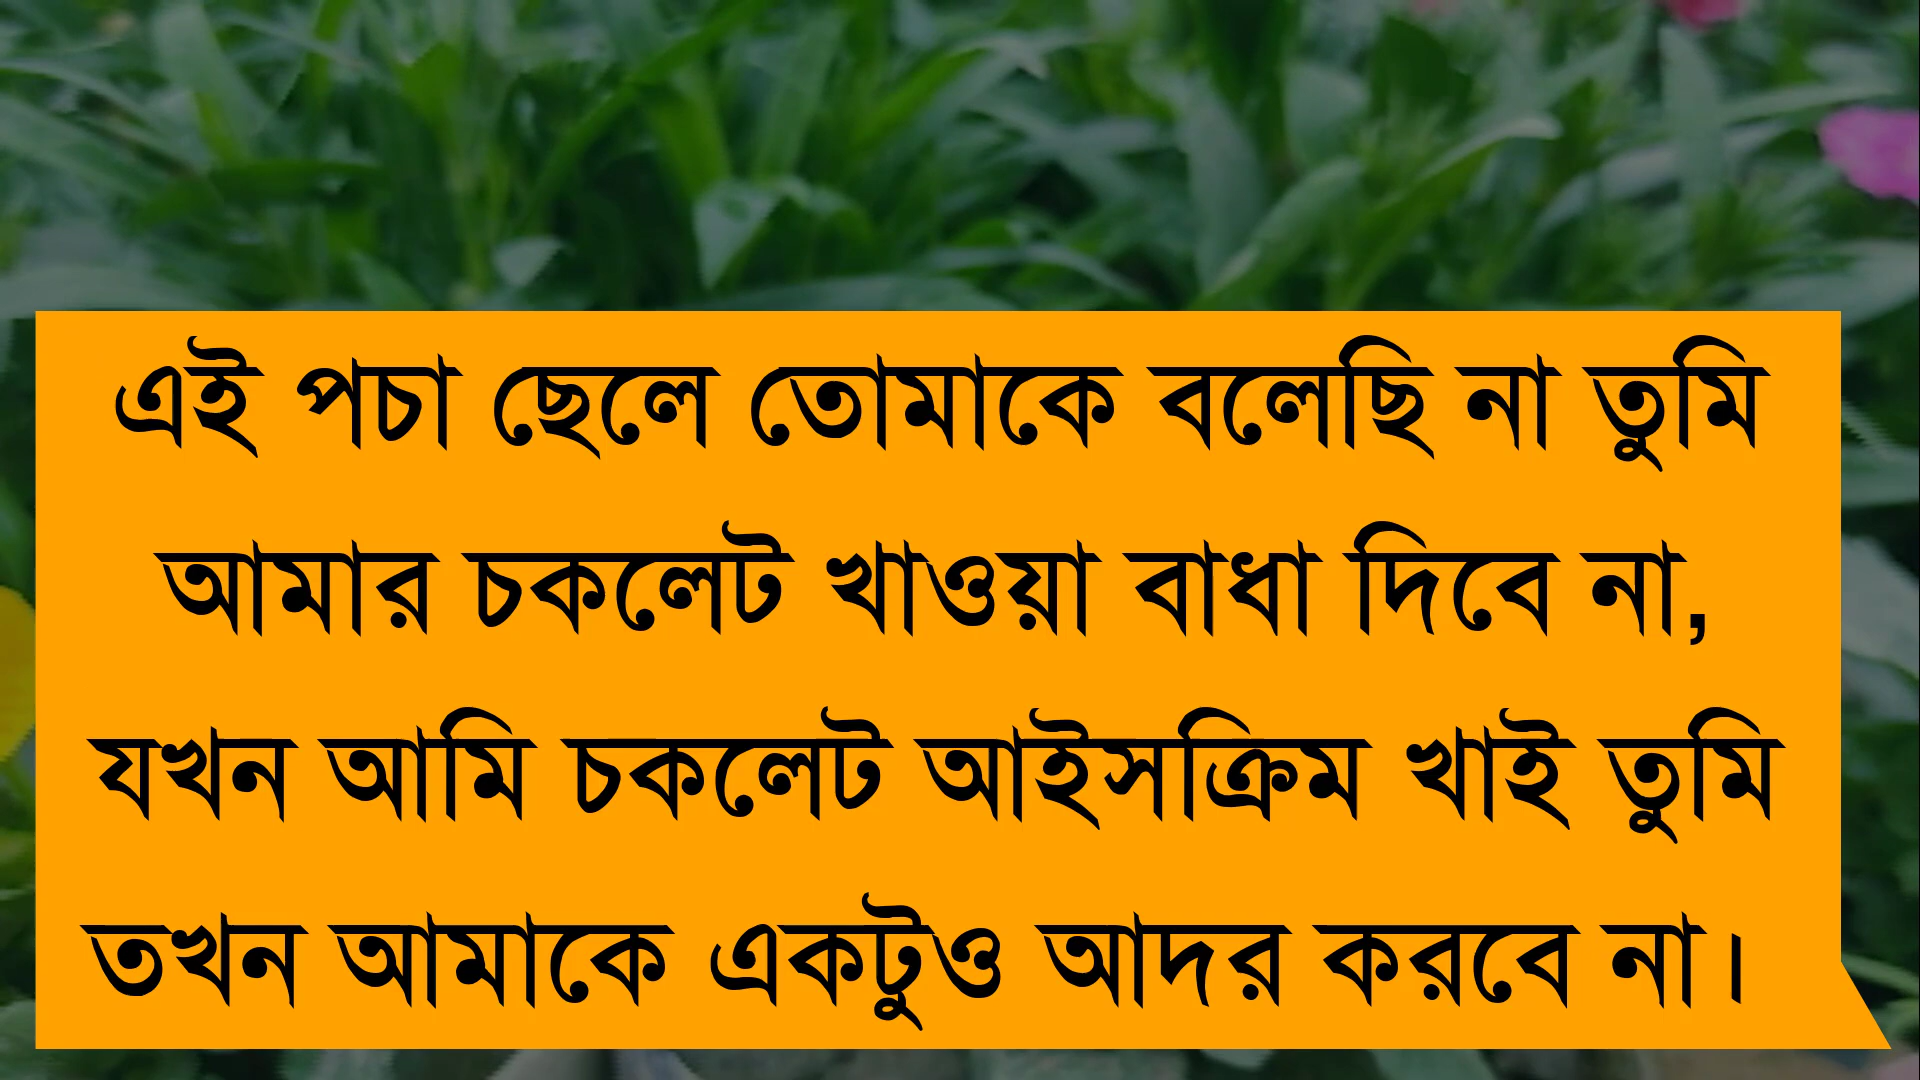 এই পচা ছেলে তোমাকে বলেছি না তুমি
আমার চকলেট খাওয়া বাধা দিবে না,
যখন আমি চকলেট আইসক্রিম খাই তুমি
তখন আমাকে একটুও আদর করবে না।